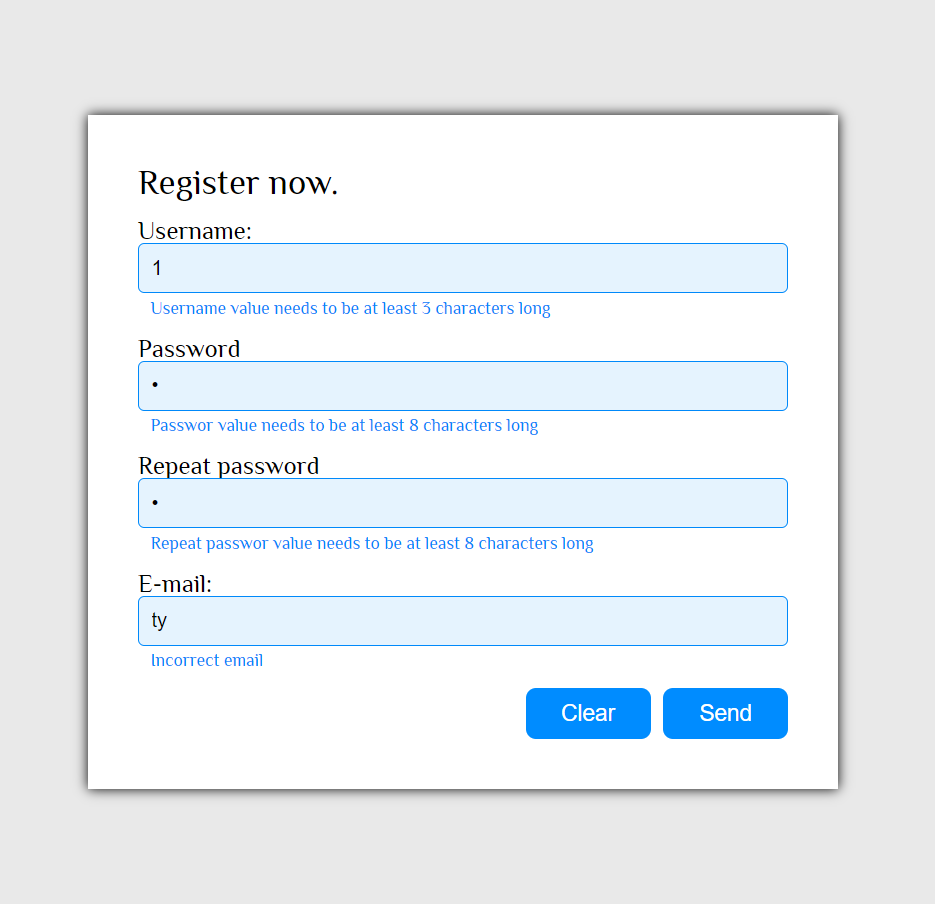 Register now.
Username:
1
Username value needs to be at least 3 characters long
Password
•
Passwor value needs to be at least 8 characters long
Repeat password
•
Repeat passwor value needs to be at least 8 characters long
E-mail:
ty
Incorrect email
Clear Send